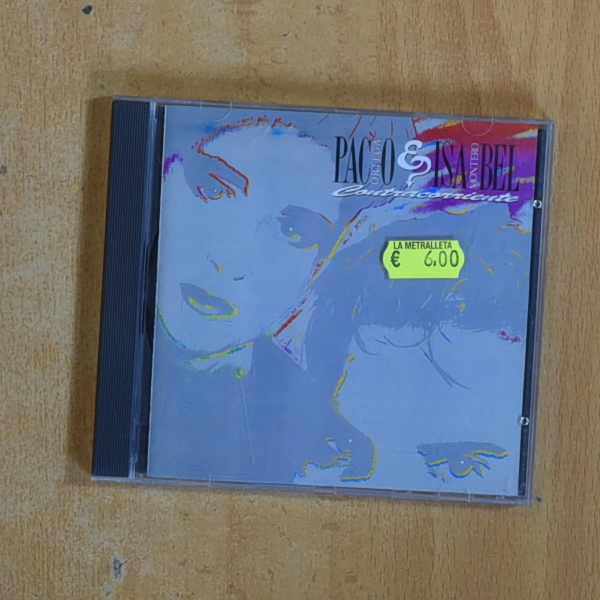 PACO & ISABEL
ORTEGA MONTERO
Contracorriente
LA METRALLETA
€ 6.00